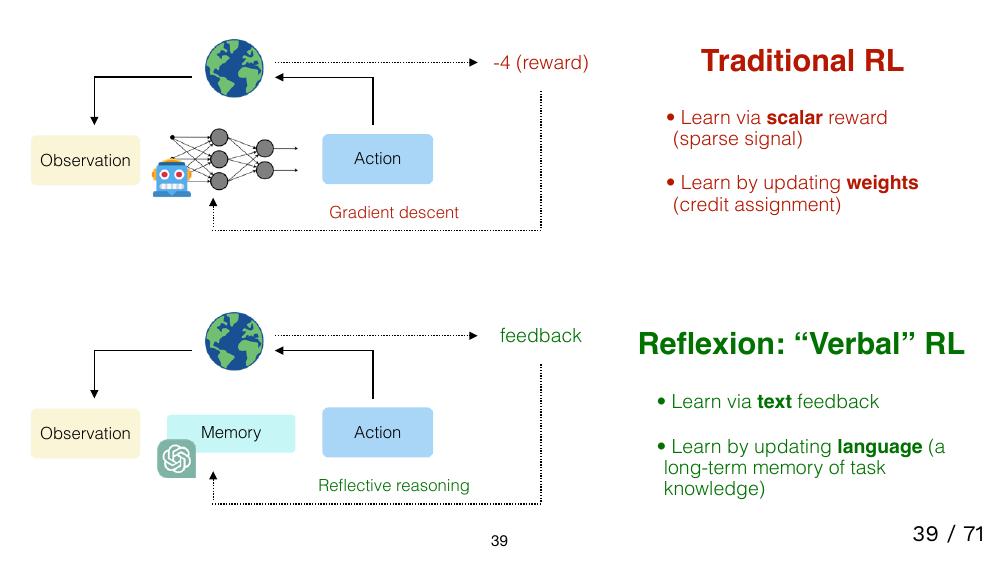 -4 (reward)
Traditional RL
• Learn via scalar reward
(sparse signal)
• Learn by updating weights
(credit assignment)
Observation
Action
Gradient descent
feedback
Reflexion: “Verbal” RL
• Learn via text feedback
• Learn by updating language (a
long-term memory of task
knowledge)
Observation
Memory
Action
Reflective reasoning
39
39 / 71